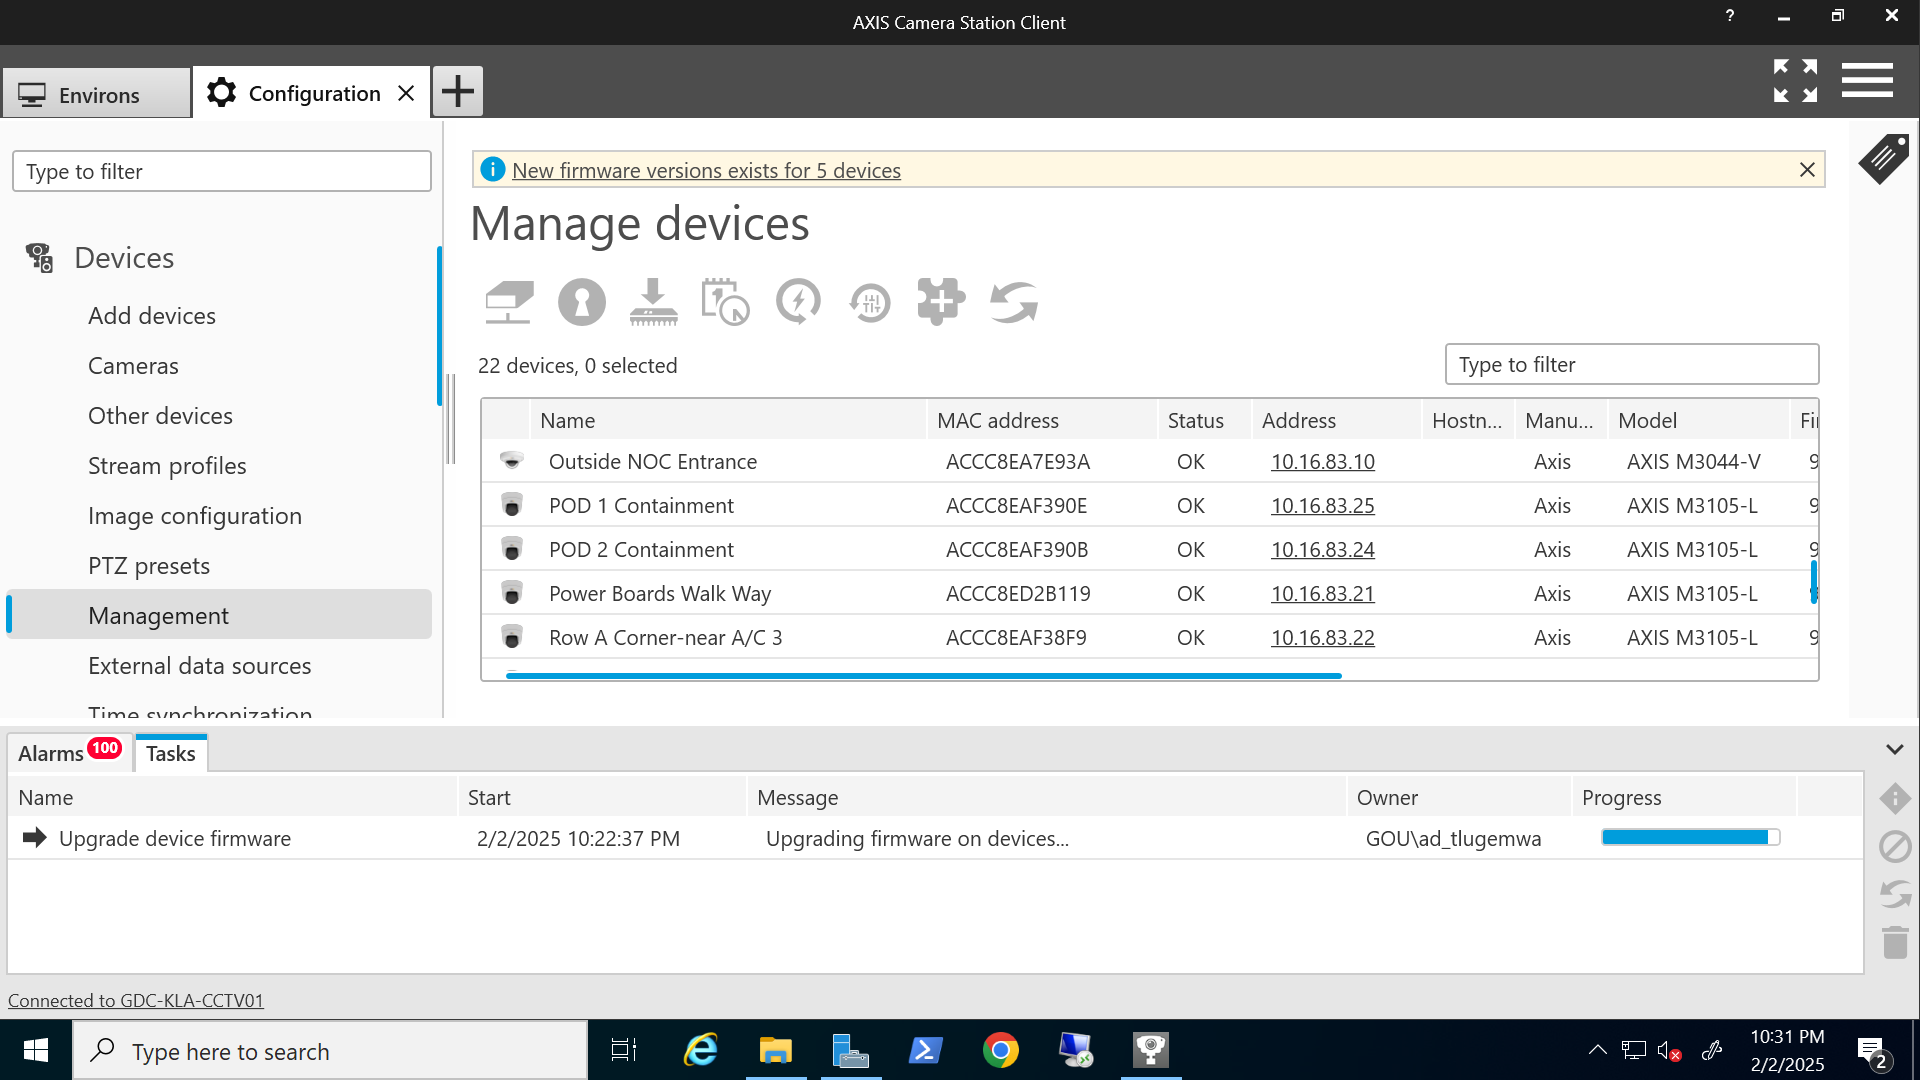 AXIS Camera Station Client
?
Environs
Configuration
Type to filter
Devices
Add devices
Cameras
Other devices
Stream profiles
Image configuration
PTZ presets
Management
External data sources
Time synchronization
New firmware versions exists for 5 devices
Manage devices
22 devices, 0 selected
Type to filter
Name MAC address Status Address Hostn... Manu... Model
Outside NOC Entrance ACCC8EA7E93A OK 10.16.83.10 Axis AXIS M3044-V 9
POD 1 Containment ACCC8EAF390E OK 10.16.83.25 Axis AXIS M3105-L 9
POD 2 Containment ACCC8EAF390B OK 10.16.83.24 Axis AXIS M3105-L 9
Power Boards Walk Way ACCC8ED2B119 OK 10.16.83.21 Axis AXIS M3105-L
Row A Corner-near A/C 3 ACCC8EAF38F9 OK 10.16.83.22 Axis AXIS M3105-L 9
Alarms 100 Tasks
Name Start Message Owner Progress
Upgrade device firmware 2/2/2025 10:22:37 PM Upgrading firmware on devices... GOU\ad_tlugemwa
Connected to GDC-KLA-CCTV01
Type here to search
10:31 PM
2/2/2025
2